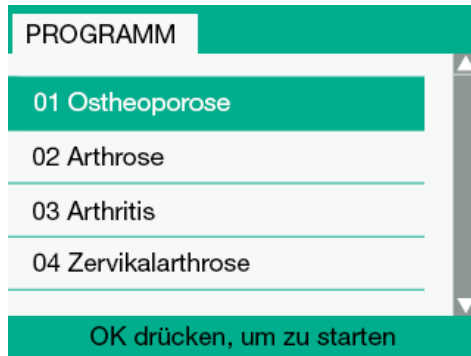 PROGRAMM
01 Ostheoporose
02 Arthrose
03 Arthritis
04 Zervikalarthrose
OK drücken, um zu starten